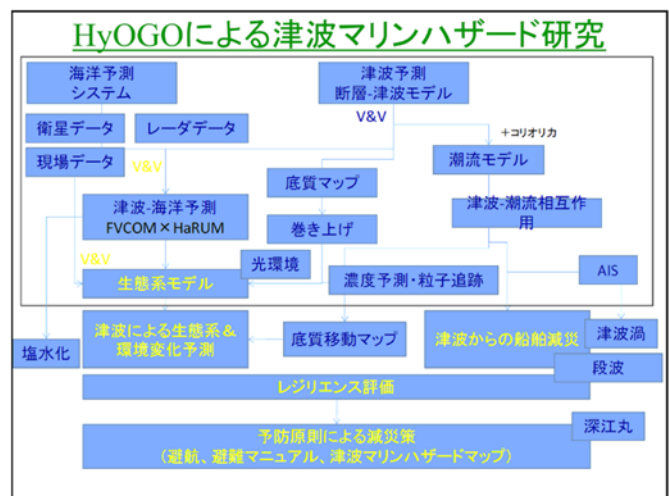 HyOGOによる津波マリンハザード研究
海洋予測
システム
津波予測
断層-津波モデル
衛星データ
レーダデータ
V&V
+コリオリカ
現場データ
V&V
潮流モデル
底質マップ
津波-海洋予測
FVCOM×HaRUM
津波-潮流相互作
用
巻き上げ
V&V
光環境
生態系モデル
濃度予測・粒子追跡
AIS
津波による生態系&
環境変化予測
底質移動マップ
津波からの船舶減災
津波渦
塩水化
段波
レジリエンス評価
予防原則による減災策
(避航、避難マニュアル、津波マリンハザードマップ)
深江丸